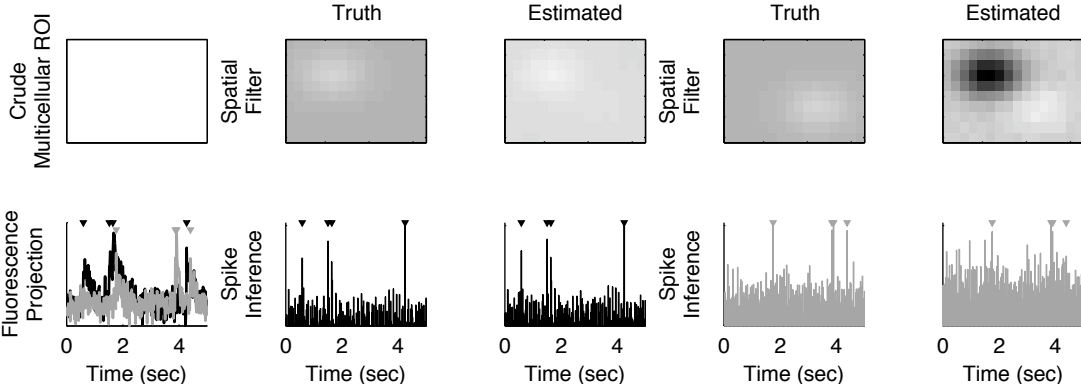 Truth
Estimated
Truth
Estimated
Crude
Multicellular ROI
Spatial
Filter
Spatial
Filter
Fluorescence
Projection
Spike
Inference
Spike
Inference
0 2 4
0 2 4
0 2 4
0 2 4
0 2 4
Time (sec)
Time (sec)
Time (sec)
Time (sec)
Time (sec)